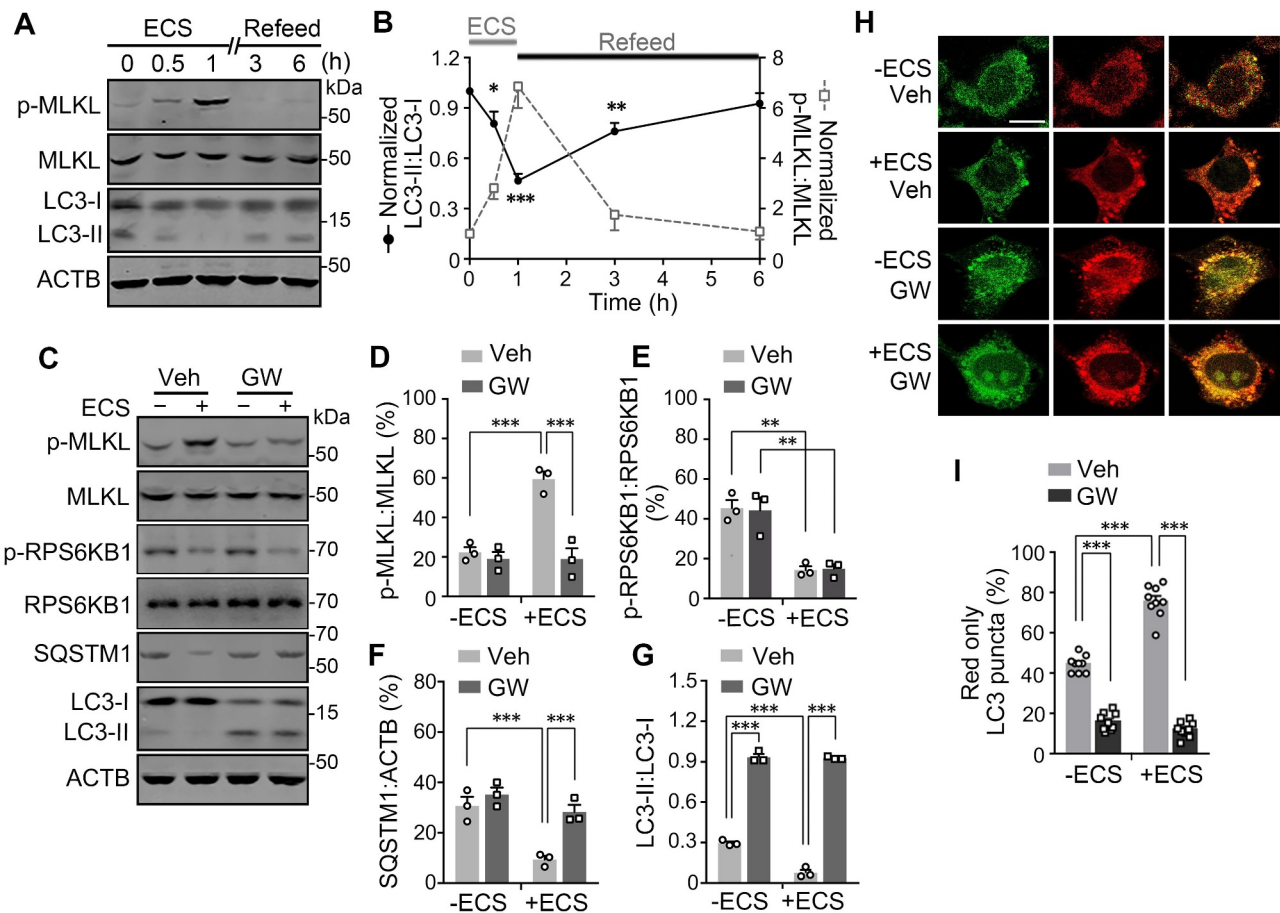 A
ECS
Refeed
0 0.5 1 3 6 (h)
kDa
p-MLKL
-50
MLKL
-50
LC3-I
-15
LC3-II
-50
ACTB
B
ECS
Refeed
1.2
0.9
0.6
0.3
0
8
6
4
2
0
*
***
**
0 1 2 3 4 5 6
Time (h)
Normalized
LC3-II:LC3-I
Normalized
p-MLKL:MLKL
C
Veh GW
ECS − + − +
kDa
p-MLKL
-50
MLKL
-50
p-RPS6KB1
-70
RPS6KB1
-70
-70
SQSTM1
-50
LC3-I
-15
LC3-II
-50
ACTB
D
Veh
GW
p-MLKL:MLKL (%)
100
80
60
40
20
0
*** ***
-ECS +ECS
E
Veh
GW
p-RPS6KB1:RPS6KB1
(%)
100
80
60
40
20
0
**
**
-ECS +ECS
F
Veh
GW
SQSTM1:ACTB (%)
80
60
40
20
0
*** ***
-ECS +ECS
G
Veh
GW
LC3-II:LC3-I
1.5
1.2
0.9
0.6
0.3
0
*** ***
***
-ECS +ECS
H
-ECS
Veh
+ECS
Veh
-ECS
GW
+ECS
GW
I
Veh
GW
Red only
LC3 puncta (%)
100
80
60
40
20
0
*** ***
***
-ECS +ECS